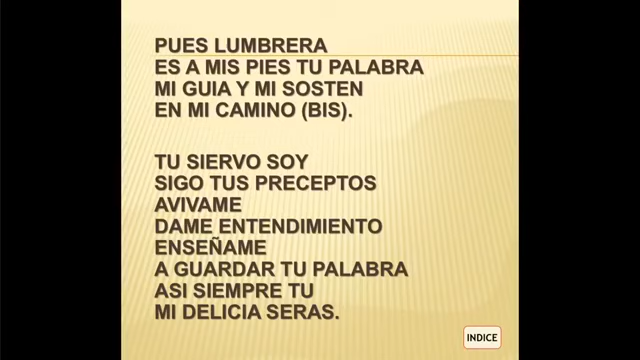 PUES LUMBRERA
ES A MIS PIES TU PALABRA
MI GUIA Y MI SOSTEN
EN MI CAMINO (BIS).
TU SIERVO SOY
SIGO TUS PRECEPTOS
AVIVAME
DAME ENTENDIMIENTO
ENSEÑAME
A GUARDAR TU PALABRA
ASI SIEMPRE TU
MI DELICIA SERAS.
INDICE